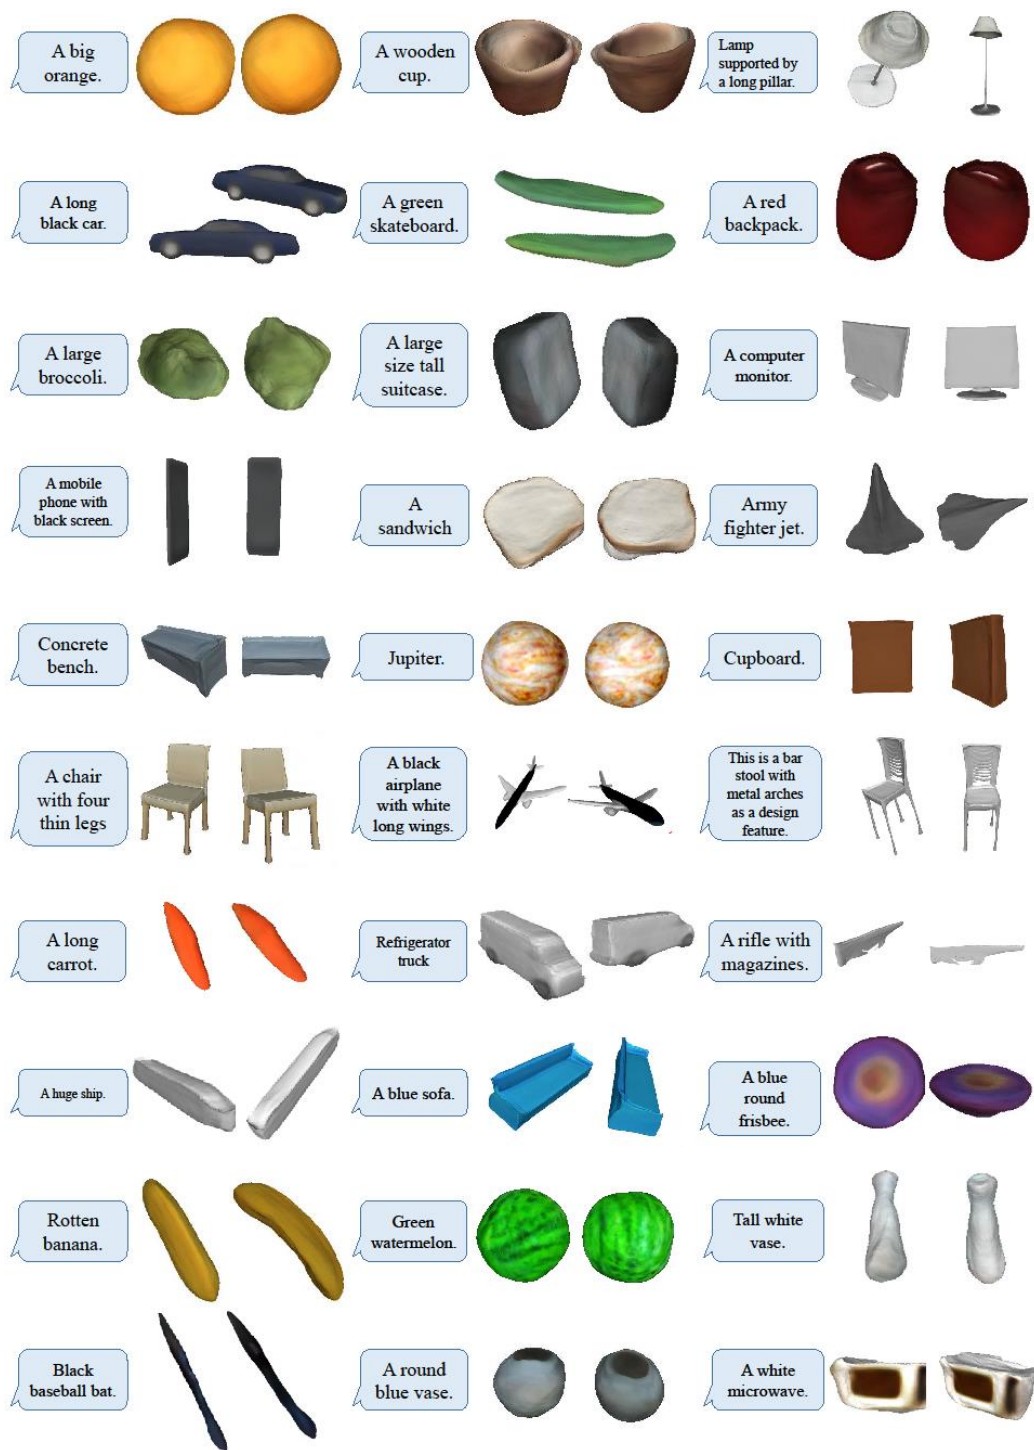 A big
orange.
A wooden
cup.
Lamp
supported by
a long pillar.
A long
black car.
A green
skateboard.
A red
backpack.
A large
broccoli.
A large
size tall
suitcase.
A computer
monitor.
A mobile
phone with
black screen.
A
sandwich
Army
fighter jet.
Concrete
bench.
Jupiter.
Cupboard.
A chair
with four
thin legs
A black
airplane
with white
long wings.
This is a bar
stool with
metal arches
as a design
feature.
A long
carrot.
Refrigerator
truck
A rifle with
magazines.
A huge ship.
A blue sofa.
A blue
round
frisbee.
Rotten
banana.
Green
watermelon.
Tall white
vase.
Black
baseball bat.
A round
blue vase.
A white
microwave.